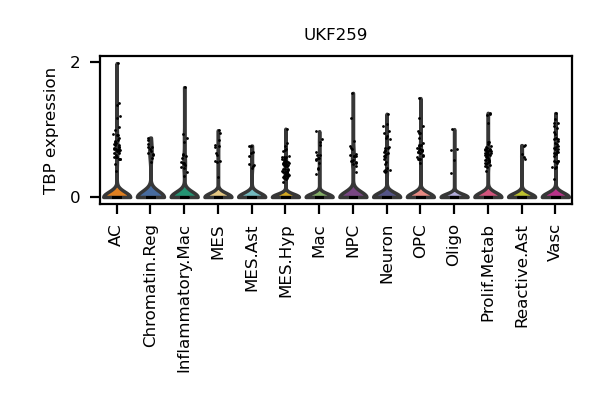 UKF259
TBP expression
2
0
AC
Chromatin.Reg
Inflammatory.Mac
MES
MES.Ast
MES.Hyp
Mac
NPC
Neuron
OPC
Oligo
Prolif.Metab
Reactive.Ast
Vasc